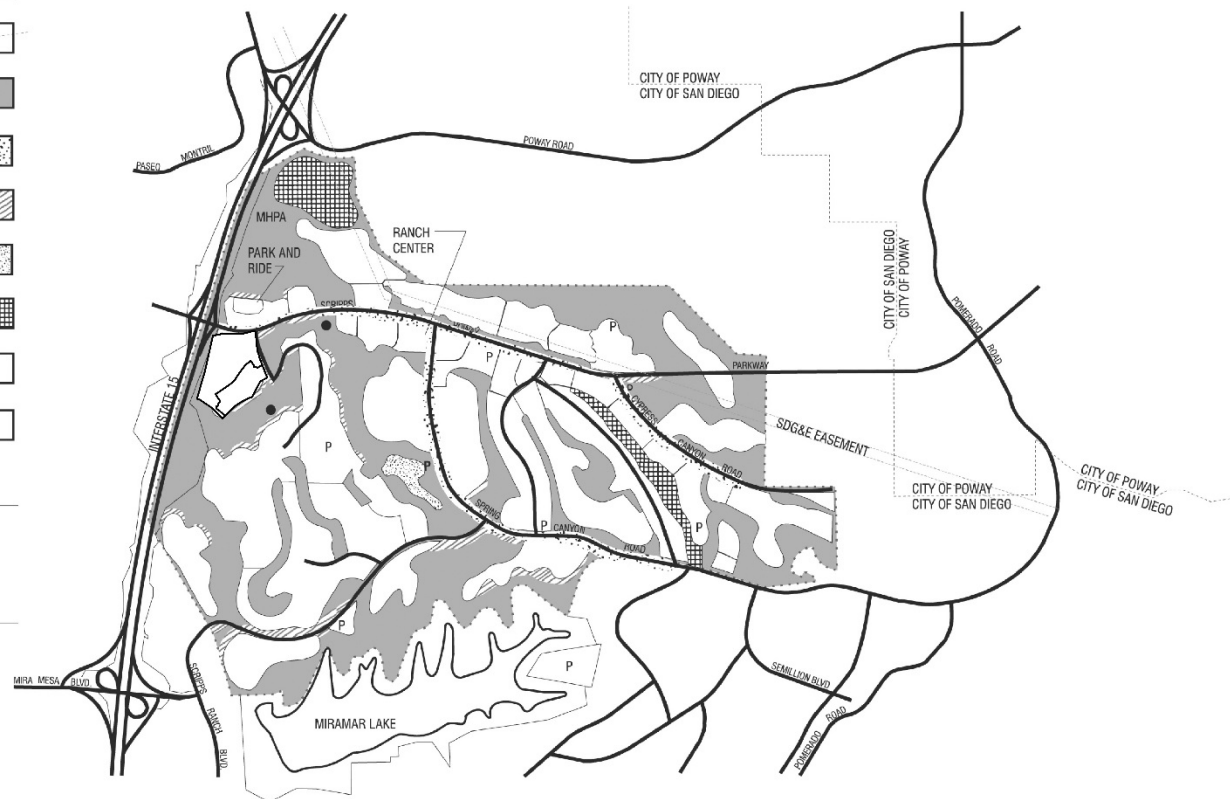 CITY OF POWAY
CITY OF SAN DIEGO
POWAY ROAD
PASEO MONTRIL
MHPA
RANCH
CENTER
PARK AND
RIDE
CITY OF SAN DIEGO
CITY OF POWAY
SCRIPPS
P
P
PARKWAY
POMERADO ROAD
INTERSTATE 15
CYPRESS CANYON ROAD
SDG&E EASEMENT
P
P
CITY OF POWAY
CITY OF SAN DIEGO
CITY OF POWAY
CITY OF SAN DIEGO
SPRING CANYON ROAD
P
P
P
P
MIRA MESA BLVD
SCRIPPS RANCH BLVD.
SEMILLION BLVD
MIRAMAR LAKE
POMERADO ROAD